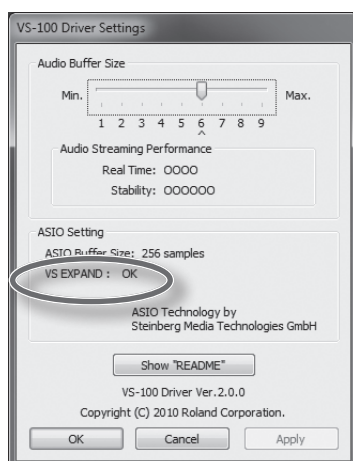 VS-100 Driver Settings
Audio Buffer Size
Min. Max.
1 2 3 4 5 6 7 8 9
^
Audio Streaming Performance
Real Time: OOOO
Stability: OOOOOO
ASIO Setting
ASIO Buffer Size: 256 samples
VS EXPAND : OK
ASIO Technology by
Steinberg Media Technologies GmbH
Show "README"
VS-100 Driver Ver.2.0.0
Copyright (C) 2010 Roland Corporation.
OK Cancel Apply